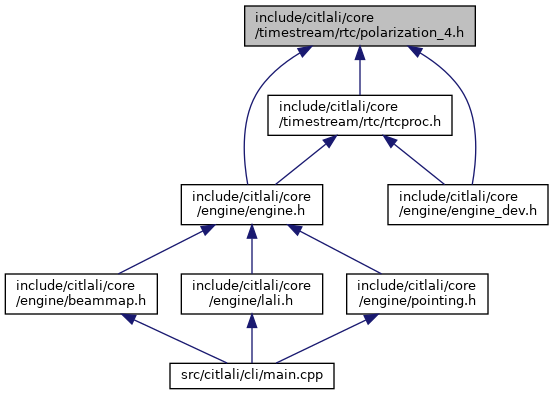 include/citlali/core
/timestream/rtc/polarization_4.h
include/citlali/core
/timestream/rtc/rtcproc.h
include/citlali/core
/engine/engine.h
include/citlali/core
/engine/engine_dev.h
include/citlali/core
/engine/beammap.h
include/citlali/core
/engine/lali.h
include/citlali/core
/engine/pointing.h
src/citlali/cli/main.cpp